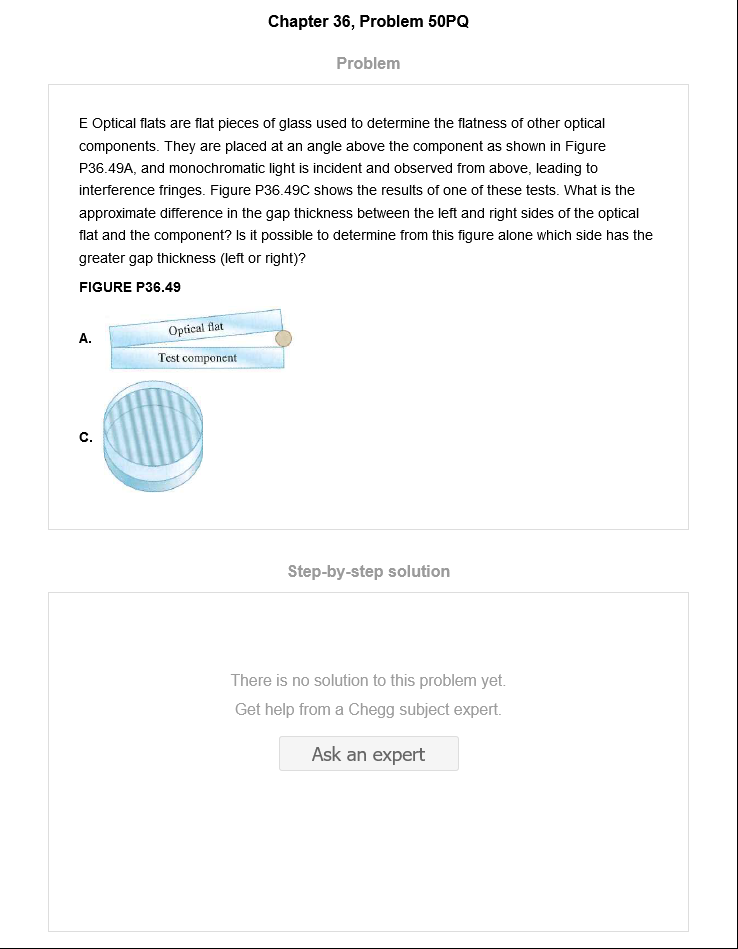 Chapter 36, Problem 50PQ
Problem
E Optical flats are flat pieces of glass used to determine the flatness of other optical
components. They are placed at an angle above the component as shown in Figure
P36.49A, and monochromatic light is incident and observed from above, leading to
interference fringes. Figure P36.49C shows the results of one of these tests. What is the
approximate difference in the gap thickness between the left and right sides of the optical
flat and the component? Is it possible to determine from this figure alone which side has the
greater gap thickness (left or right)?
FIGURE P36.49
A.
Optical flat
Test component
C.
Step-by-step solution
There is no solution to this problem yet.
Get help from a Chegg subject expert.
Ask an expert